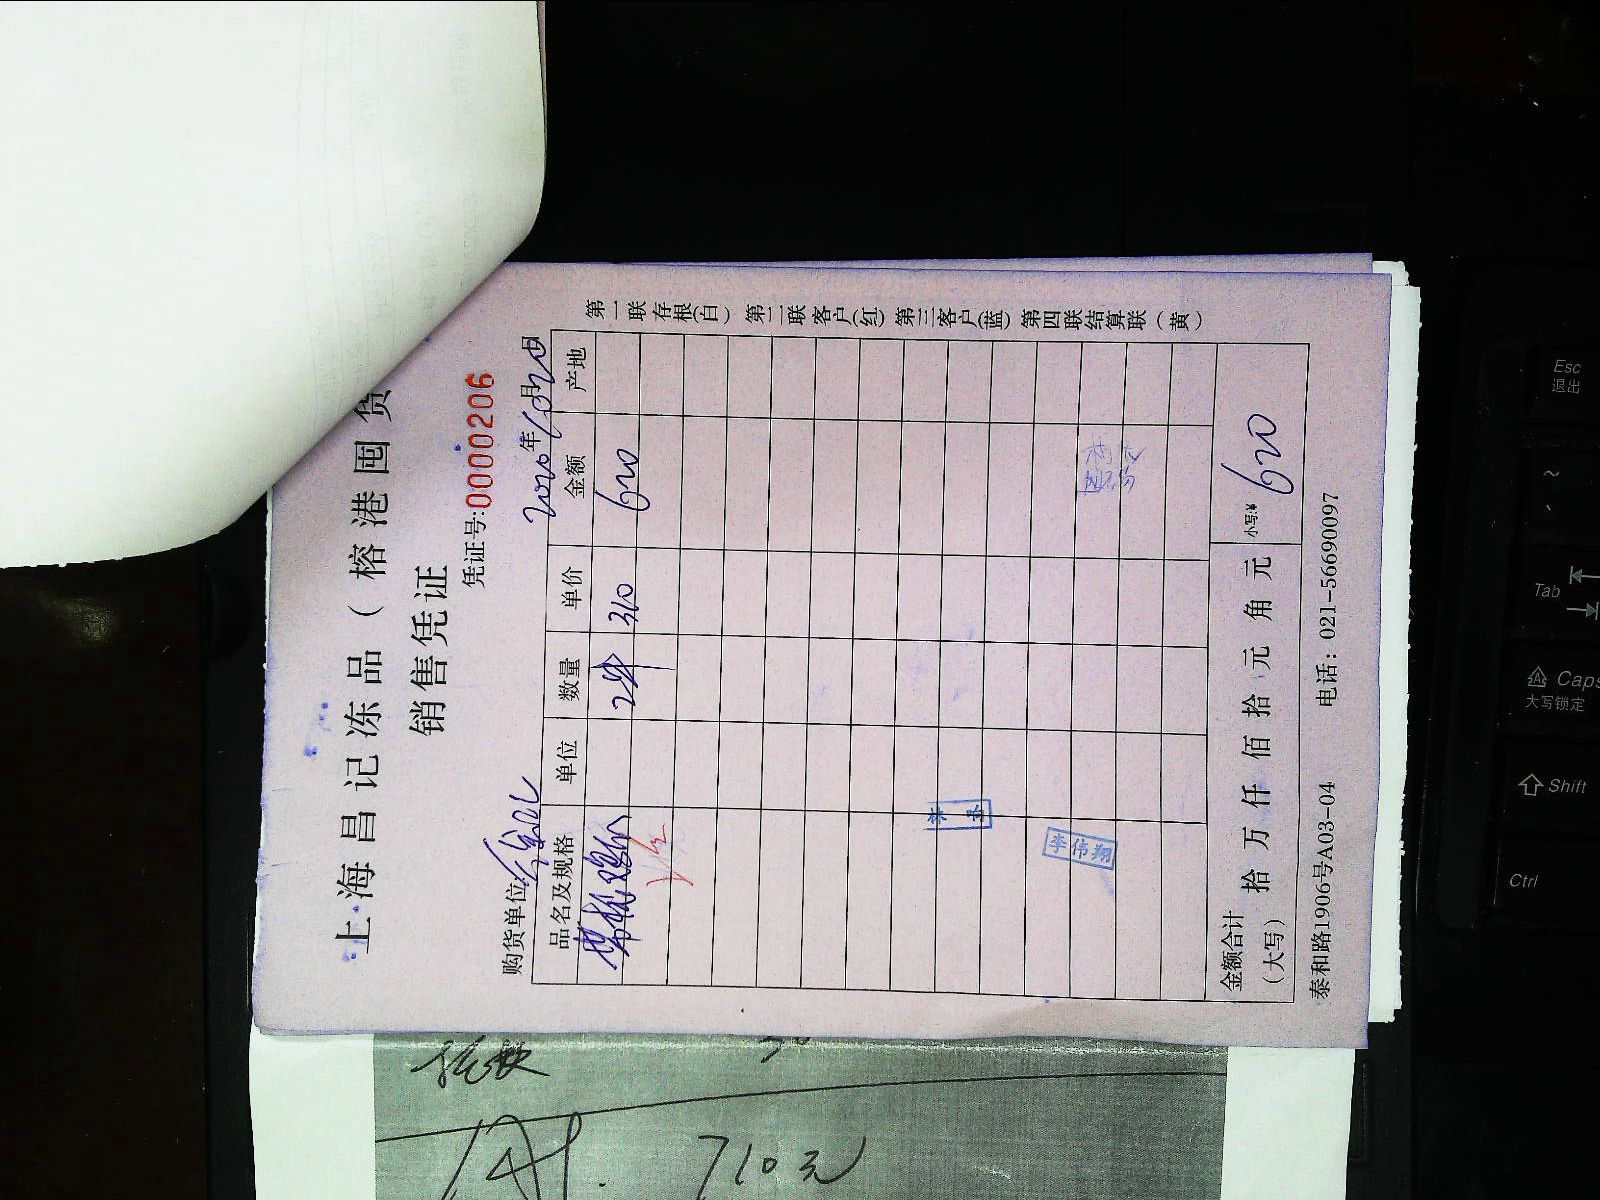 上海昌记冻品（榕港囤货
销售凭证
凭证号:0000206
购货单位:
2020年6月20日
品名及规格 单位 数量 单价 金额 产地
2件 310 620
李伟翔
金额合计（大写） 拾 万 仟 佰 拾 元 角 元 小写:¥ 620
泰和路1906号A03-04 电话: 021-56690097
第一联存根（白） 第二联客户（红） 第三客户（蓝） 第四联结算联（黄）
710元
Esc
退出
~
Tab
Caps
大写锁定
Shift
Ctrl